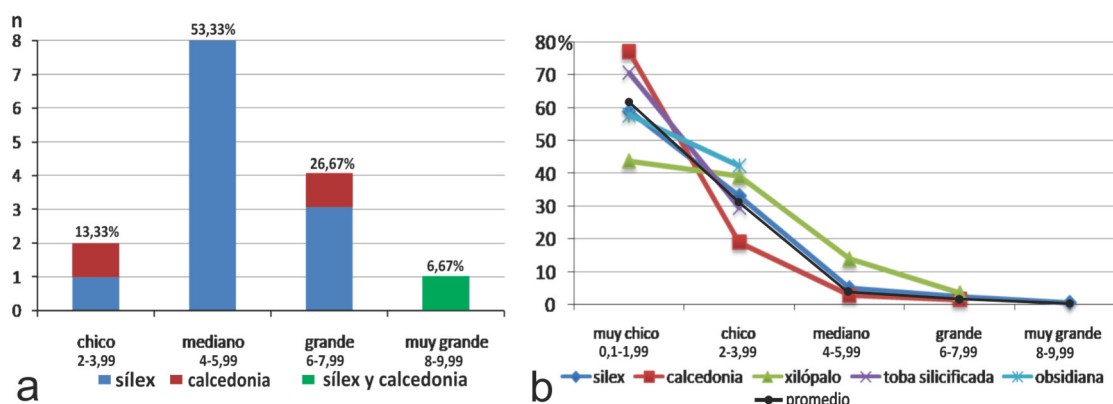 n
8
7
6
5
4
3
2
1
0
13,33%
53,33%
26,67%
6,67%
chico
2-3,99
mediano
4-5,99
grande
6-7,99
muy grande
8-9,99
sílex
calcedonia
sílex y calcedonia
a
80%
70
60
50
40
30
20
10
0
muy chico
0,1-1,99
chico
2-3,99
mediano
4-5,99
grande
6-7,99
muy grande
8-9,99
silex
calcedonia
xilópalo
toba silicificada
obsidiana
promedio
b